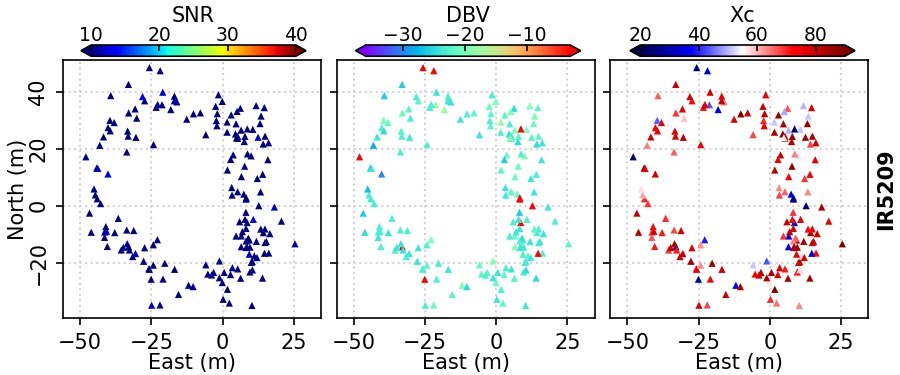 SNR DBV Xc
10 20 30 40 −30 −20 −10 20 40 60 80
40
20
0
−20
North (m)
IR5209
−50 −25 0 25 −50 −25 0 25 −50 −25 0 25
East (m) East (m) East (m)